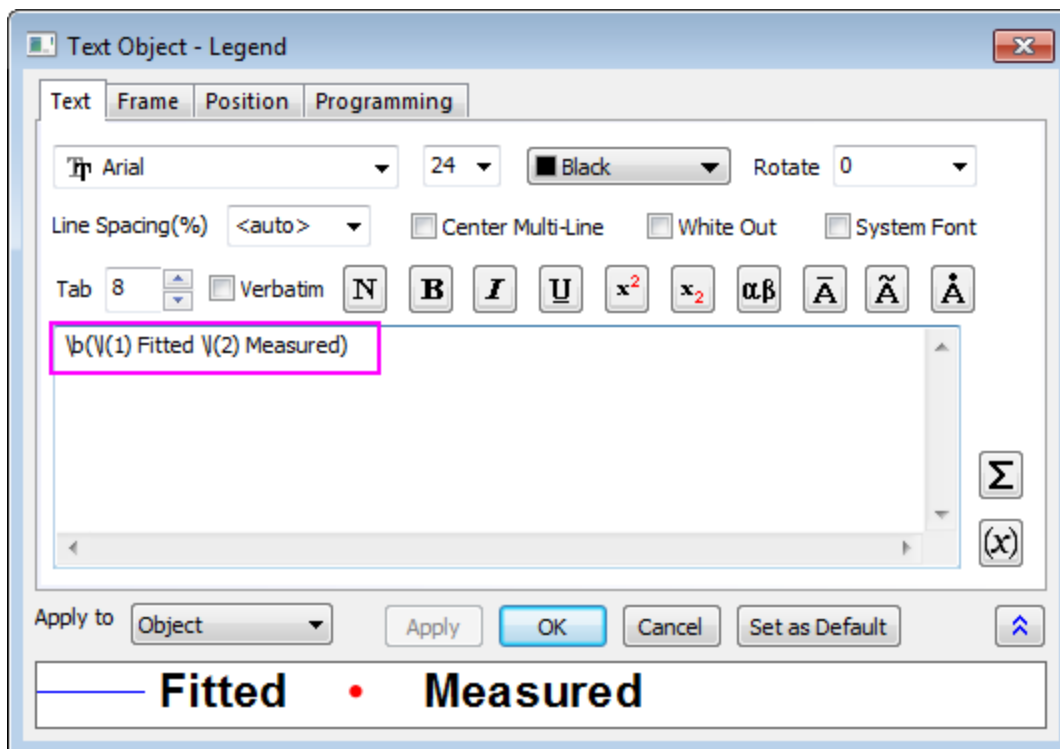 Text Object - Legend
Text Frame Position Programming
Arial 24 Black Rotate 0
Line Spacing(%) <auto> Center Multi-Line White Out System Font
Tab 8 Verbatim N B I U x² x₂ αβ Ā Ã Å
\b(\l(1) Fitted \l(2) Measured)
Σ
(x)
Apply to Object Apply OK Cancel Set as Default
Fitted Measured